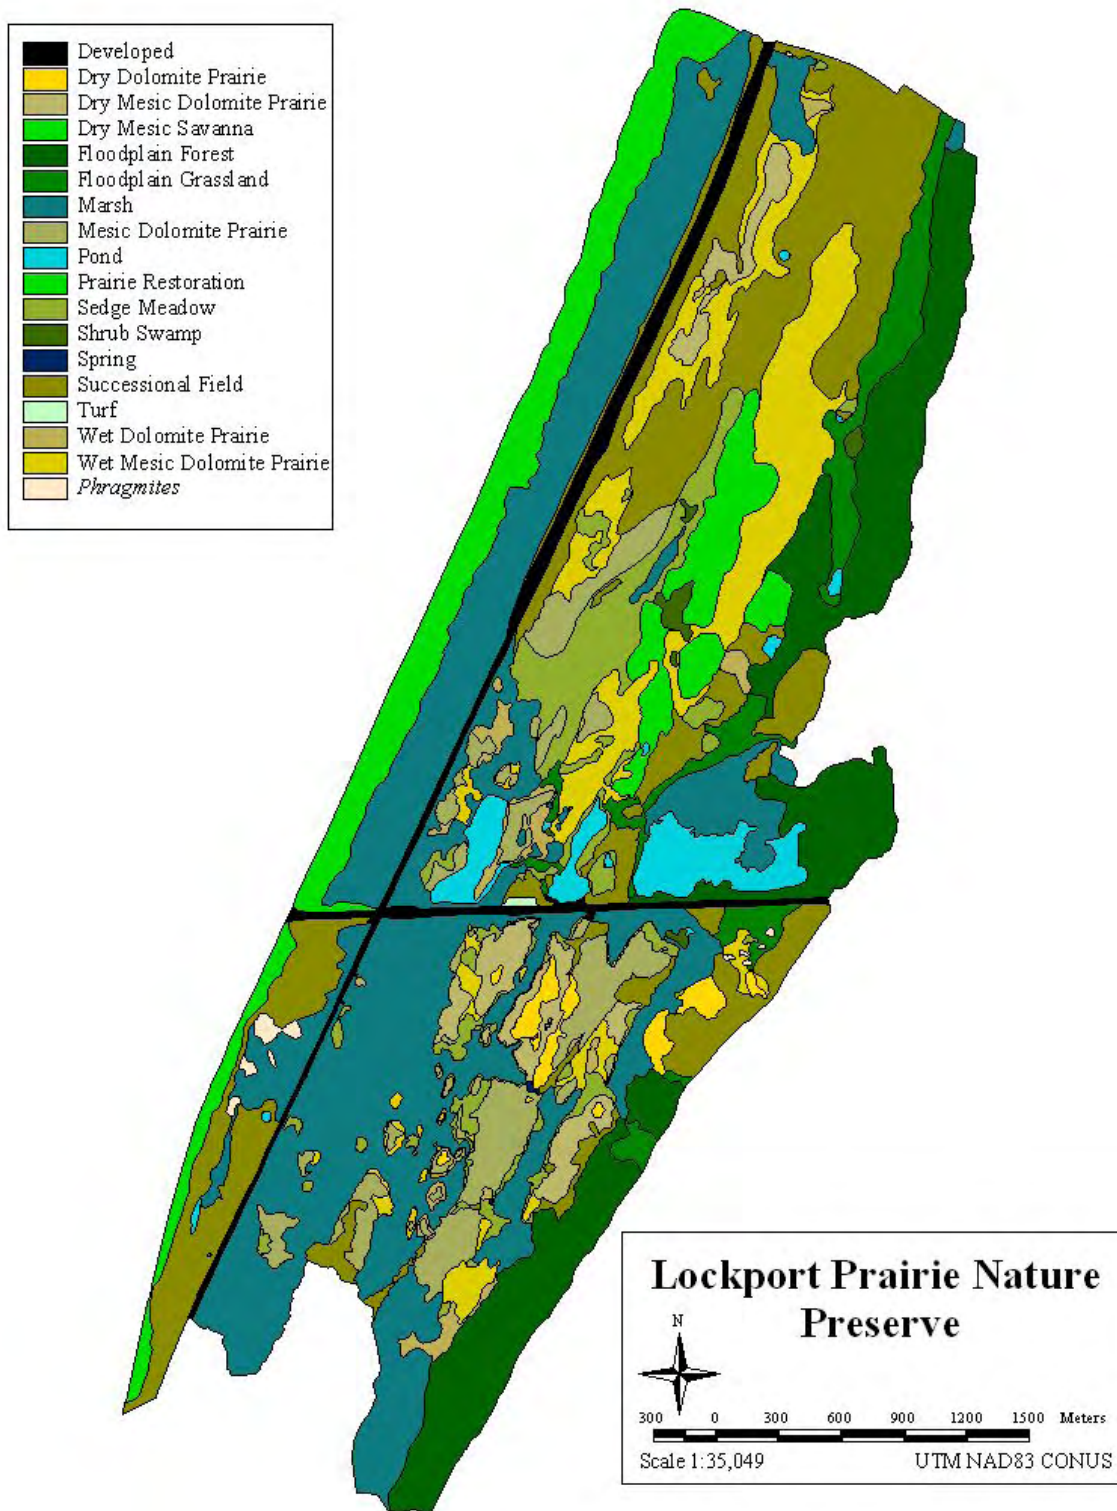 Developed
Dry Dolomite Prairie
Dry Mesic Dolomite Prairie
Dry Mesic Savanna
Floodplain Forest
Floodplain Grassland
Marsh
Mesic Dolomite Prairie
Pond
Prairie Restoration
Sedge Meadow
Shrub Swamp
Spring
Successional Field
Turf
Wet Dolomite Prairie
Wet Mesic Dolomite Prairie
Phragmites
Lockport Prairie Nature
Preserve
N
300 0 300 600 900 1200 1500 Meters
Scale 1:35,049 UTM NAD83 CONUS